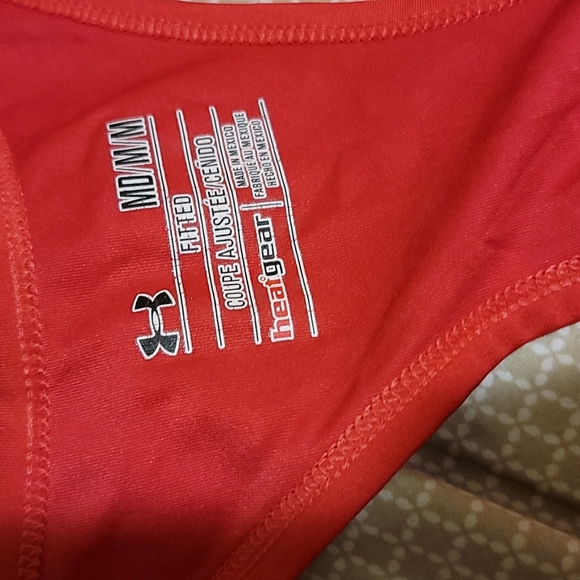 MD/M/M
FITTED
COUPE AJUSTÉE/CEÑIDO
MADE IN MEXICO
FABRIQUÉ AU MEXIQUE
HECHO EN MEXICO
heatgear